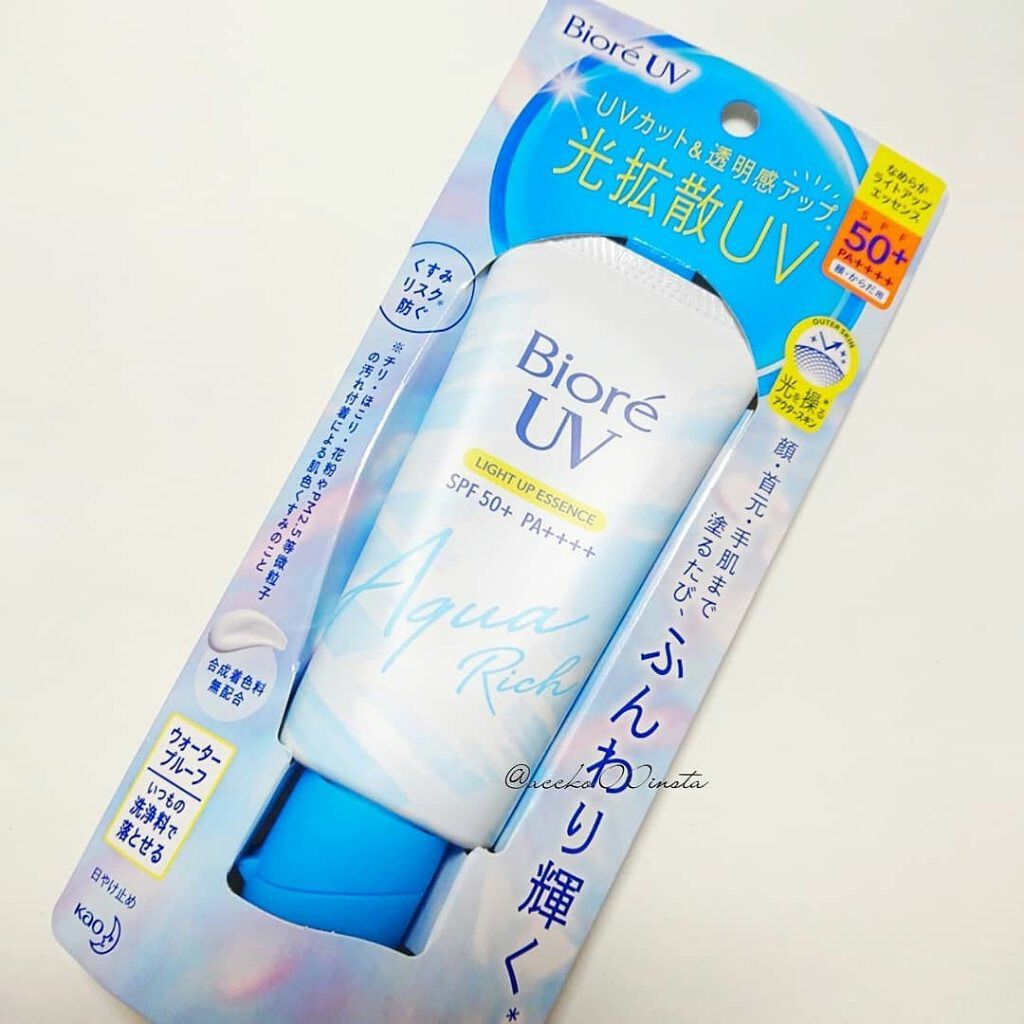 Bioré UV
UVカット&透明感アップ※
光拡散UV
なめらか
ライトアップ
エッセンス
SPF
50+
PA++++
顔・からだ用
くすみ
リスク※
防ぐ
※チリ・ほこり・花粉やPM2.5等微粒子
の汚れ付着による肌色くすみのこと
OUTER SKIN
光を操る※
アウタースキン
Bioré
UV
LIGHT UP ESSENCE
SPF 50+ PA++++
Aqua
Rich
顔・首元・手肌まで
塗るたび、
ふんわり輝く*
合成着色料
無配合
ウォーター
プルーフ
いつもの
洗浄料で
落とせる
日やけ止め
Kao